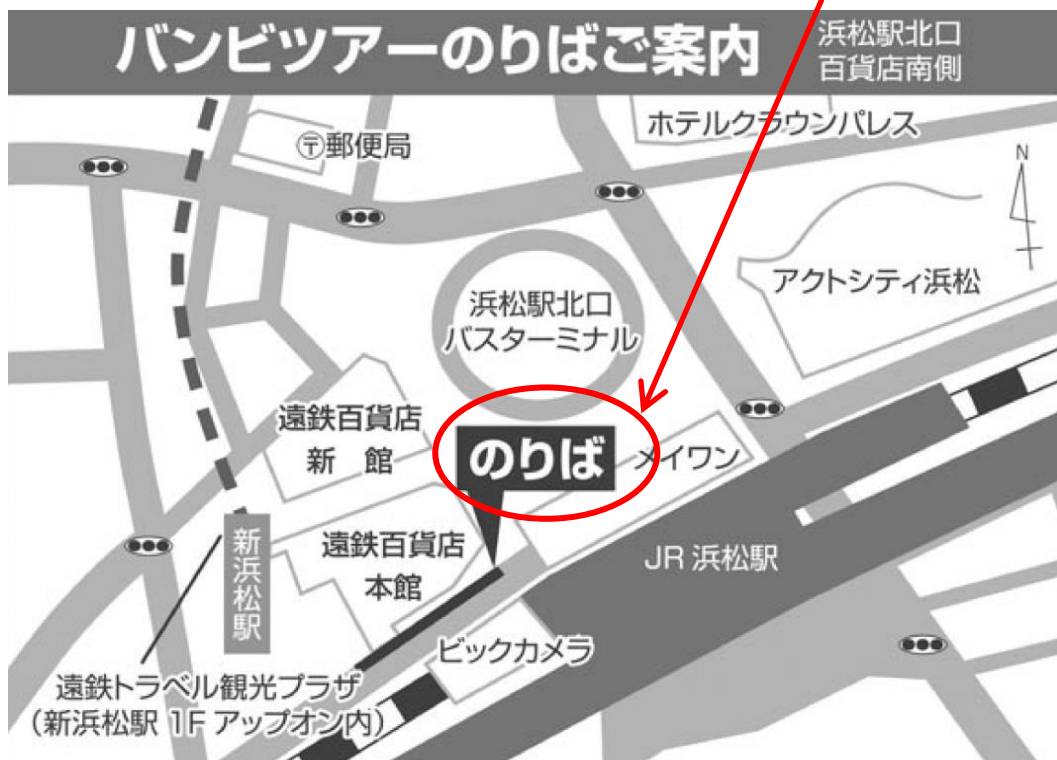 バンビツアーのりばご案内
浜松駅北口
百貨店南側
〒郵便局
ホテルクラウンパレス
N
アクトシティ浜松
浜松駅北口
バスターミナル
遠鉄百貨店
新 館
のりば
メイワン
新浜松駅
遠鉄百貨店
本館
JR 浜松駅
ビックカメラ
遠鉄トラベル観光プラザ
(新浜松駅 1F アップオン内)